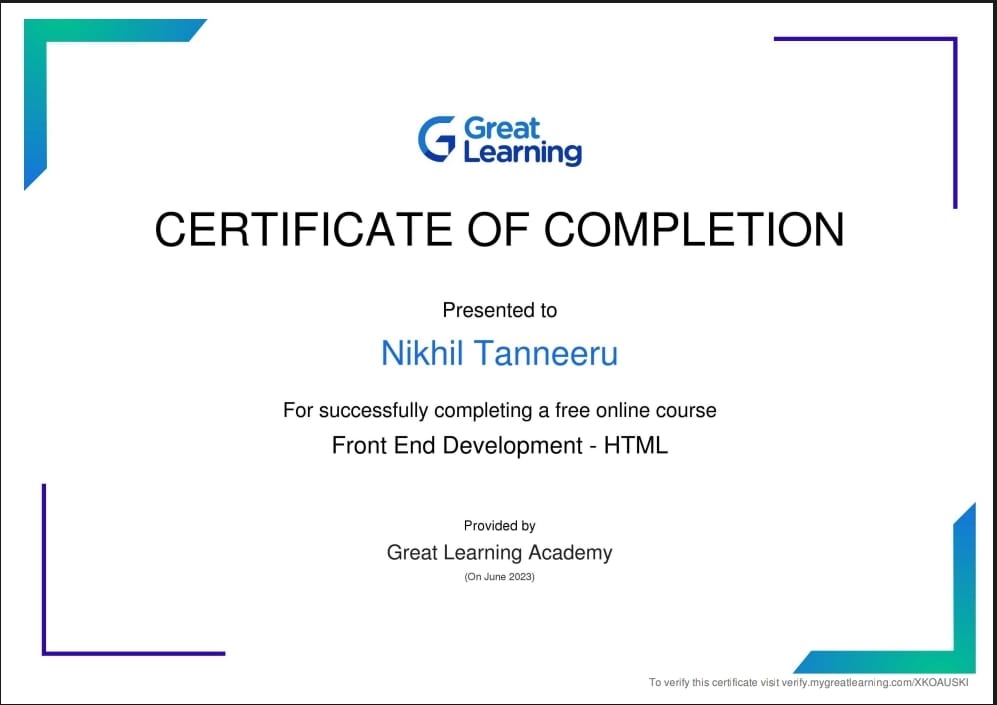 Great
Learning
CERTIFICATE OF COMPLETION
Presented to
Nikhil Tanneeru
For successfully completing a free online course
Front End Development - HTML
Provided by
Great Learning Academy
(On June 2023)
To verify this certificate visit verify.mygreatlearning.com/XKOAUSKI